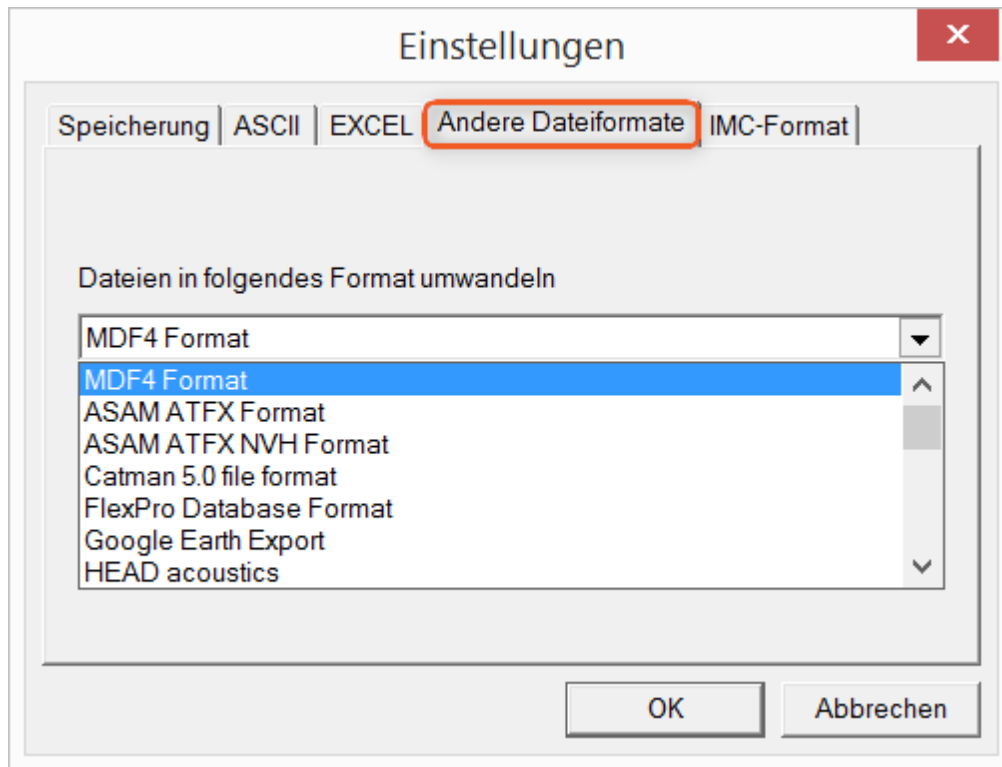 Einstellungen
Speicherung ASCII EXCEL Andere Dateiformate IMC-Format
Dateien in folgendes Format umwandeln
MDF4 Format
MDF4 Format
ASAM ATFX Format
ASAM ATFX NVH Format
Catman 5.0 file format
FlexPro Database Format
Google Earth Export
HEAD acoustics
OK Abbrechen